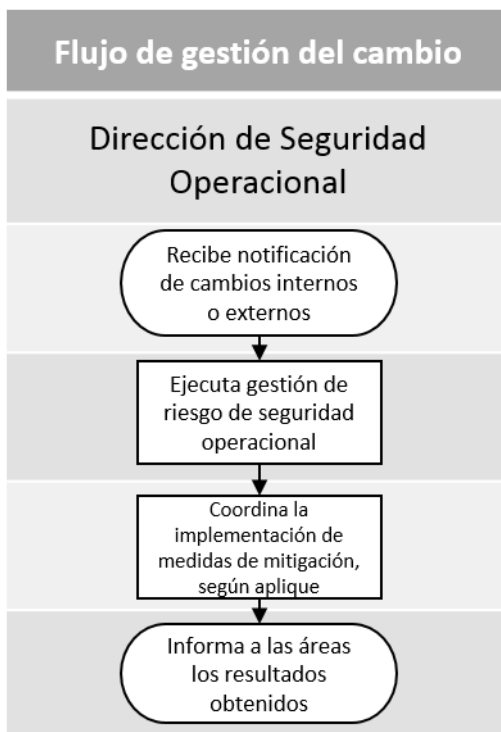 Flujo de gestión del cambio
Dirección de Seguridad
Operacional
Recibe notificación
de cambios internos
o externos
Ejecuta gestión de
riesgo de seguridad
operacional
Coordina la
implementación de
medidas de mitigación,
según aplique
Informa a las áreas
los resultados
obtenidos